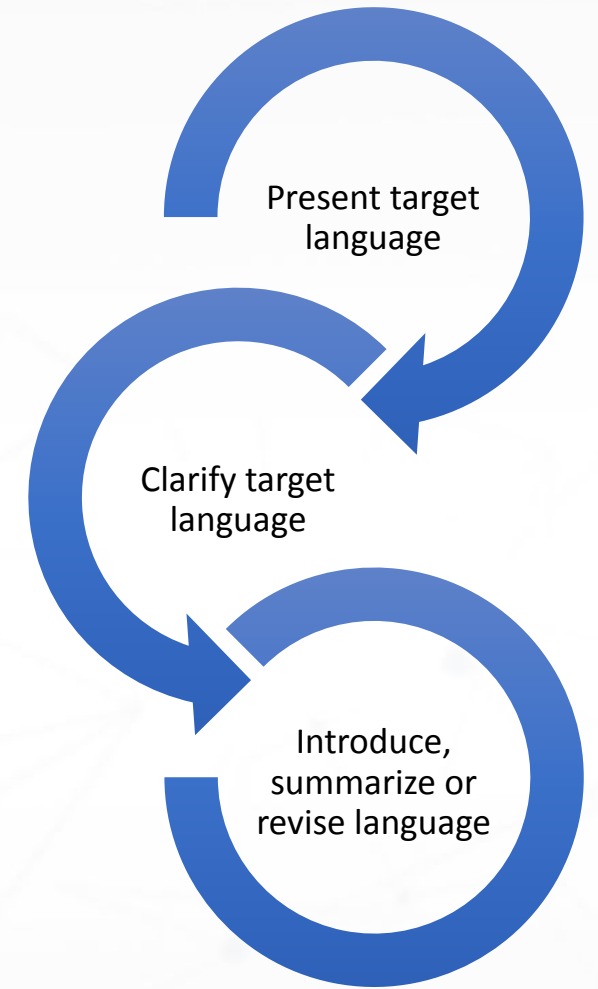 Present target
language
Clarify target
language
Introduce,
summarize or
revise language